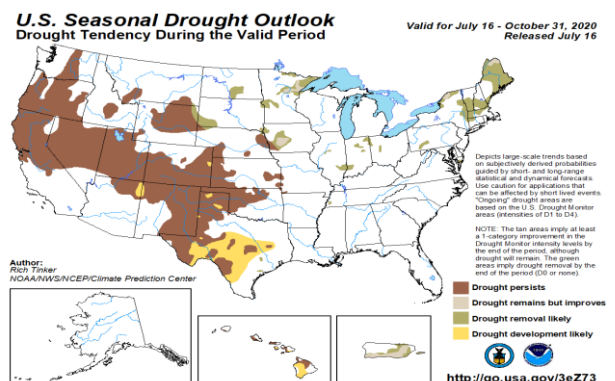 U.S. Seasonal Drought Outlook
Drought Tendency During the Valid Period
Valid for July 16 - October 31, 2020
Released July 16
Depicts large-scale trends based
on subjectively derived probabilities
guided by short- and long-range
statistical and dynamical forecasts.
Use caution for applications that
can be affected by short lived events.
"Ongoing" drought areas are
based on the U.S. Drought Monitor
areas (intensities of D1 to D4).
NOTE: The tan areas imply at least
a 1-category improvement in the
Drought Monitor intensity levels by
the end of the period, although
drought will remain. The green
areas imply drought removal by the
end of the period (D0 or none).
Author:
Rich Tinker
NOAA/NWS/NCEP/Climate Prediction Center
Drought persists
Drought remains but improves
Drought removal likely
Drought development likely
http://go.usa.gov/3eZ73